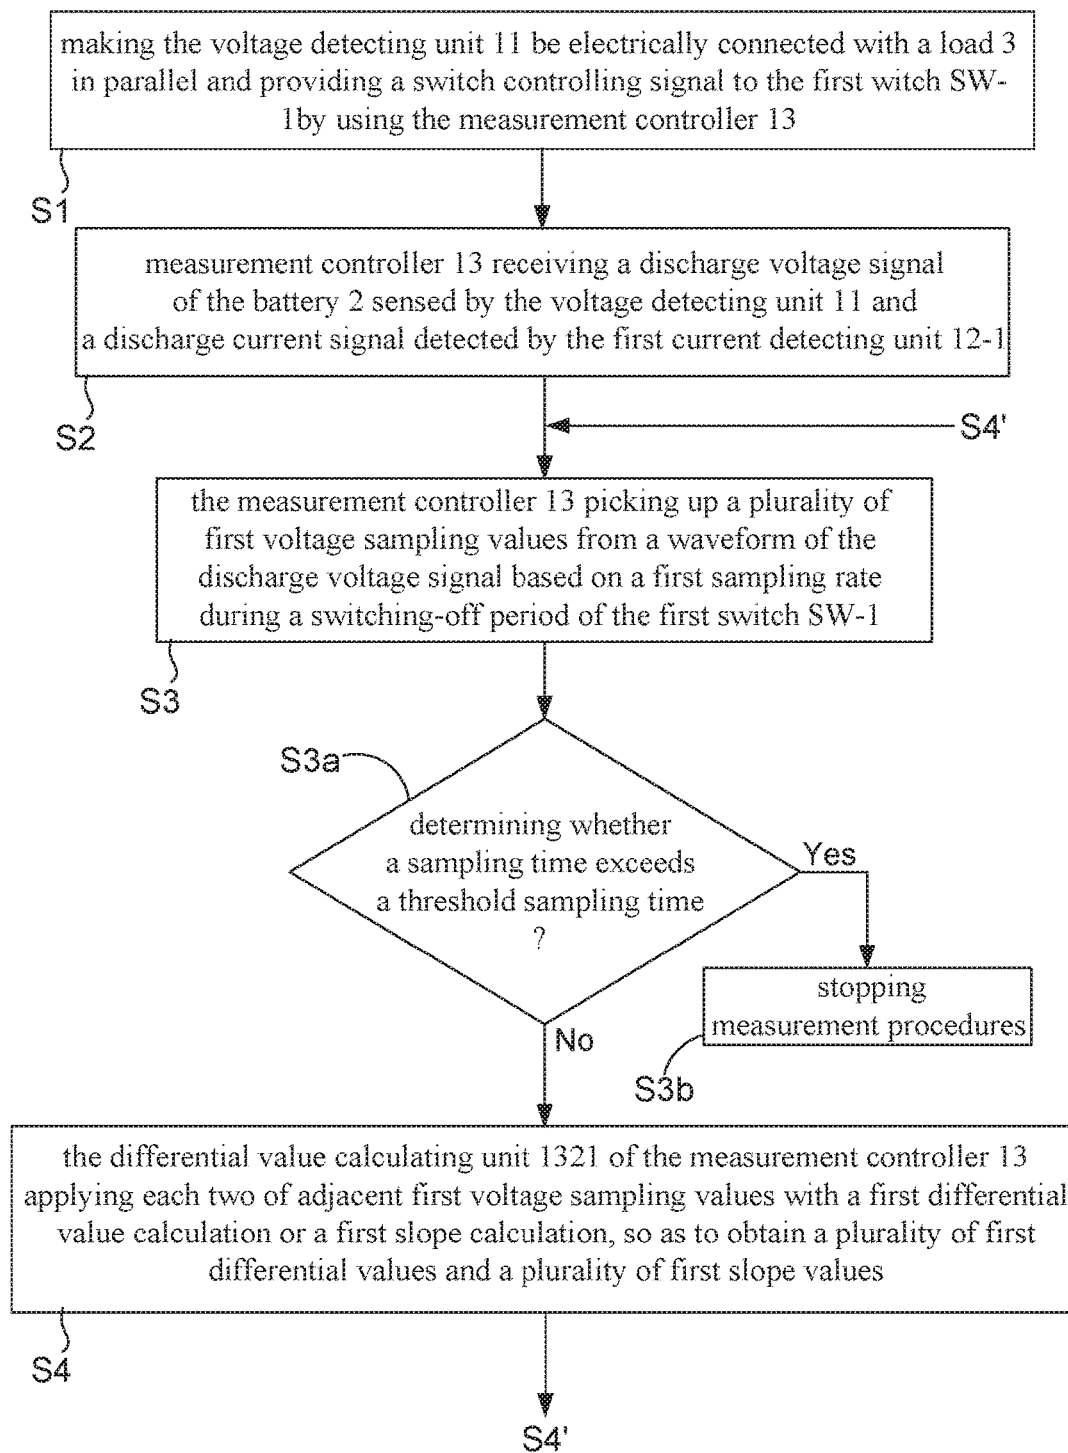 making the voltage detecting unit 11 be electrically connected with a load 3
in parallel and providing a switch controlling signal to the first witch SW-
1by using the measurement controller 13
S1
measurement controller 13 receiving a discharge voltage signal
of the battery 2 sensed by the voltage detecting unit 11 and
a discharge current signal detected by the first current detecting unit 12-1
S2
S4'
the measurement controller 13 picking up a plurality of
first voltage sampling values from a waveform of the
discharge voltage signal based on a first sampling rate
during a switching-off period of the first switch SW-1
S3
S3a
determining whether
a sampling time exceeds
a threshold sampling time
?
Yes
stopping
measurement procedures
S3b
No
the differential value calculating unit 1321 of the measurement controller 13
applying each two of adjacent first voltage sampling values with a first differential
value calculation or a first slope calculation, so as to obtain a plurality of first
differential values and a plurality of first slope values
S4
S4'